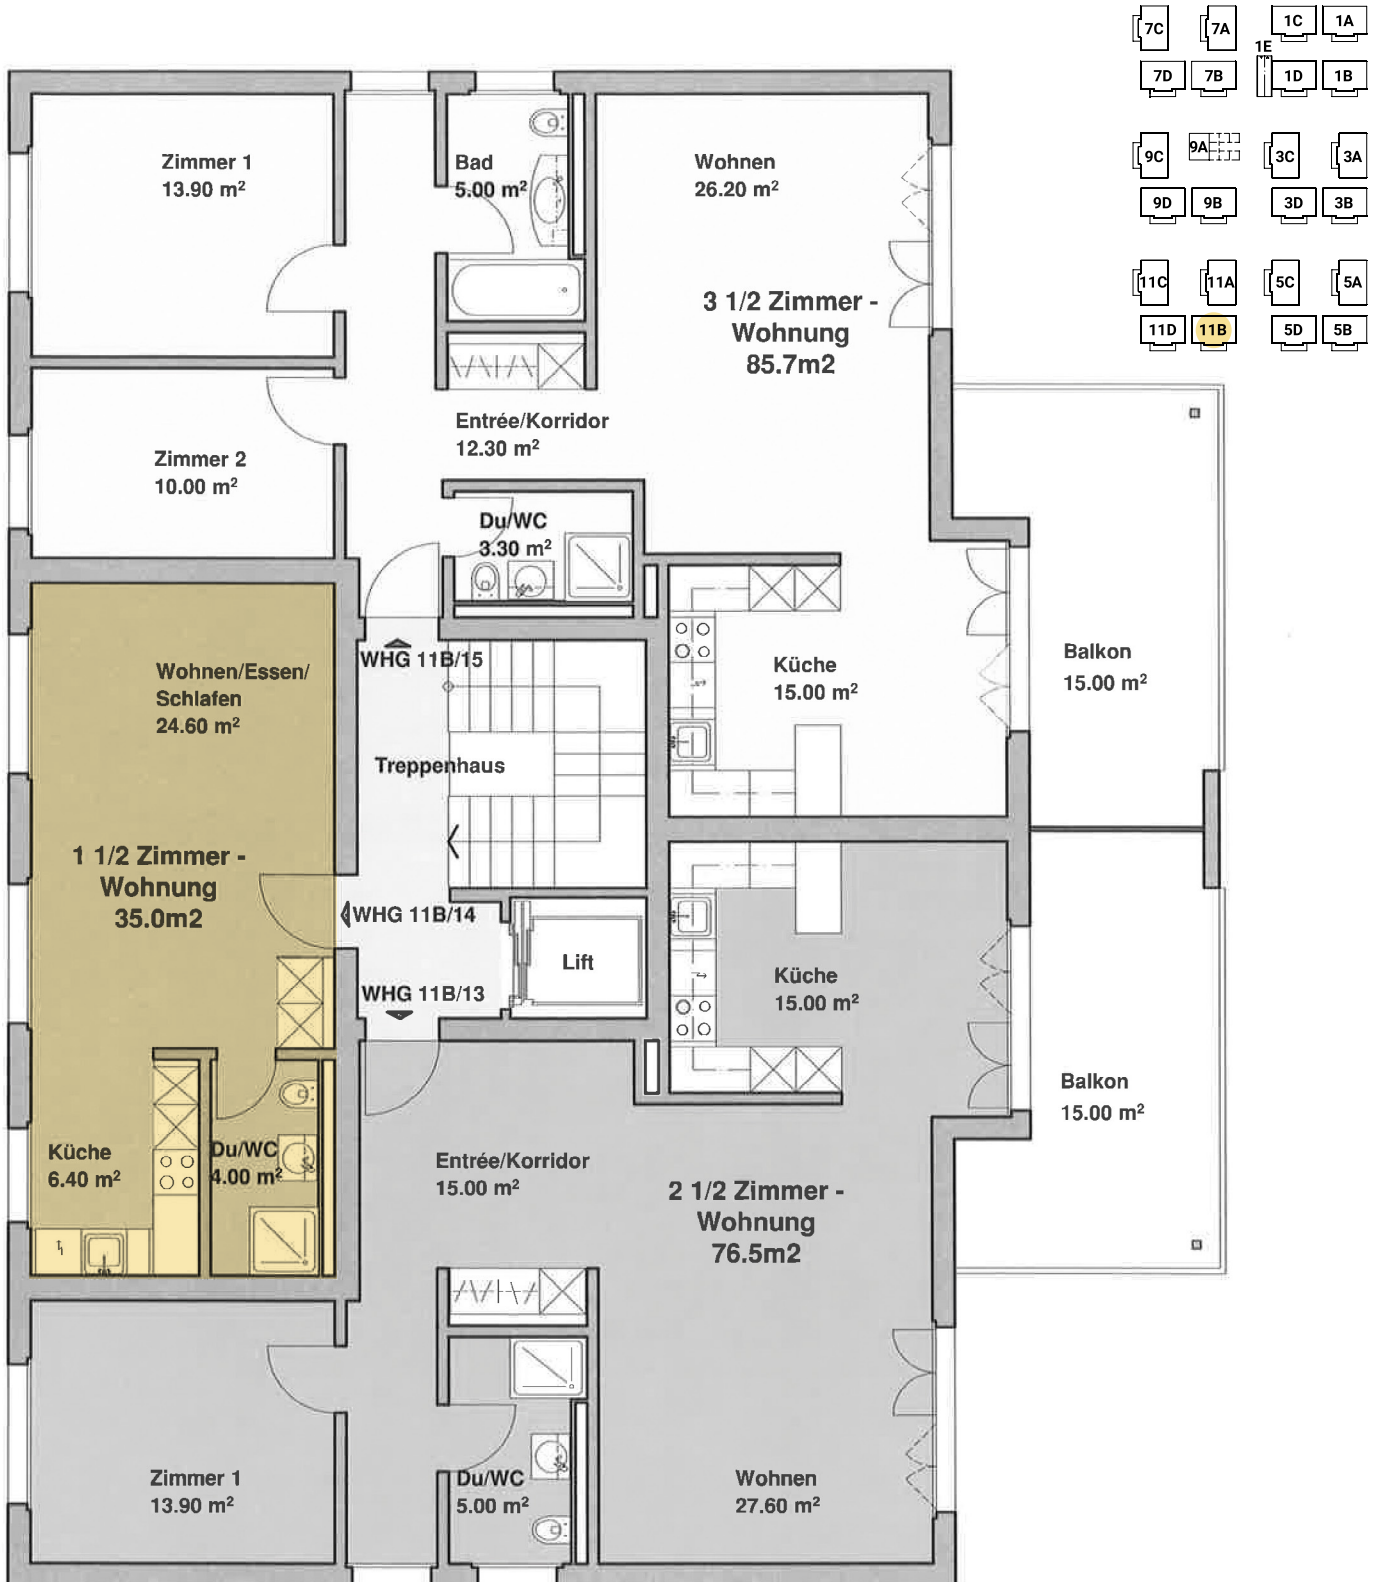 7C
7A
1C
1A
1E
7D
7B
1D
1B
9C
9A
3C
3A
9D
9B
3D
3B
11C
11A
5C
5A
11D
11B
5D
5B
Zimmer 1
13.90 m²
Bad
5.00 m²
Wohnen
26.20 m²
3 1/2 Zimmer -
Wohnung
85.7m2
Entrée/Korridor
12.30 m²
Zimmer 2
10.00 m²
Du/WC
3.30 m²
WHG 11B/15
Küche
15.00 m²
Balkon
15.00 m²
Wohnen/Essen/
Schlafen
24.60 m²
Treppenhaus
1 1/2 Zimmer -
Wohnung
35.0m2
WHG 11B/14
Lift
WHG 11B/13
Küche
15.00 m²
Balkon
15.00 m²
Küche
6.40 m²
Du/WC
4.00 m²
Entrée/Korridor
15.00 m²
2 1/2 Zimmer -
Wohnung
76.5m2
Zimmer 1
13.90 m²
Du/WC
5.00 m²
Wohnen
27.60 m²